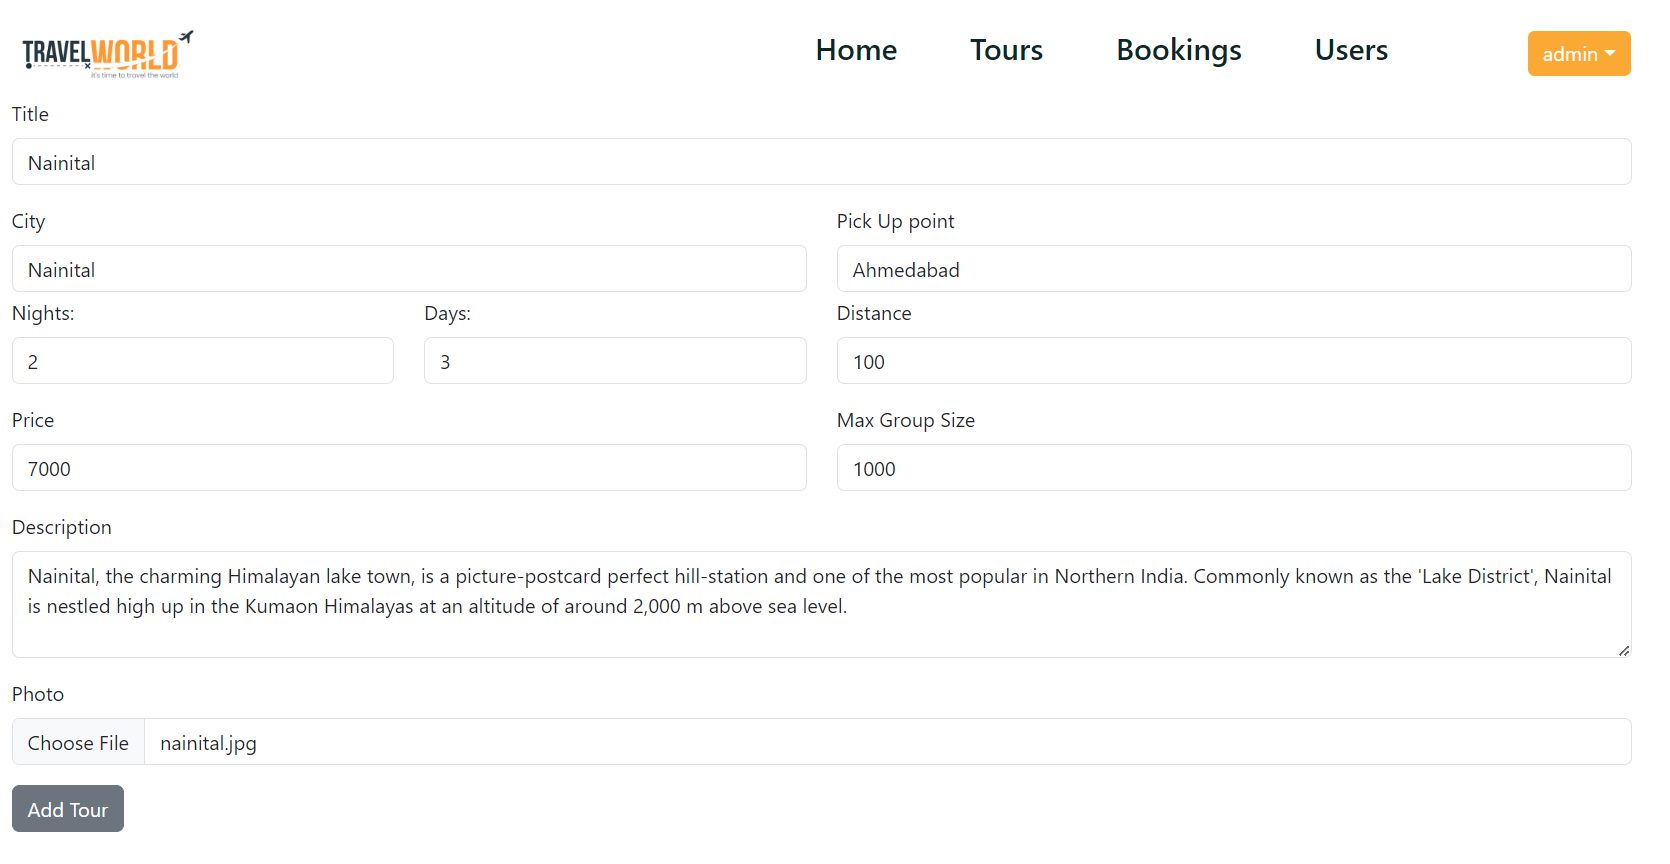 TRAVELWORLD
it's time to travel the world
Home Tours Bookings Users admin
Title
Nainital
City Pick Up point
Nainital Ahmedabad
Nights: Days: Distance
2 3 100
Price Max Group Size
7000 1000
Description
Nainital, the charming Himalayan lake town, is a picture-postcard perfect hill-station and one of the most popular in Northern India. Commonly known as the 'Lake District', Nainital
is nestled high up in the Kumaon Himalayas at an altitude of around 2,000 m above sea level.
Photo
Choose File nainital.jpg
Add Tour